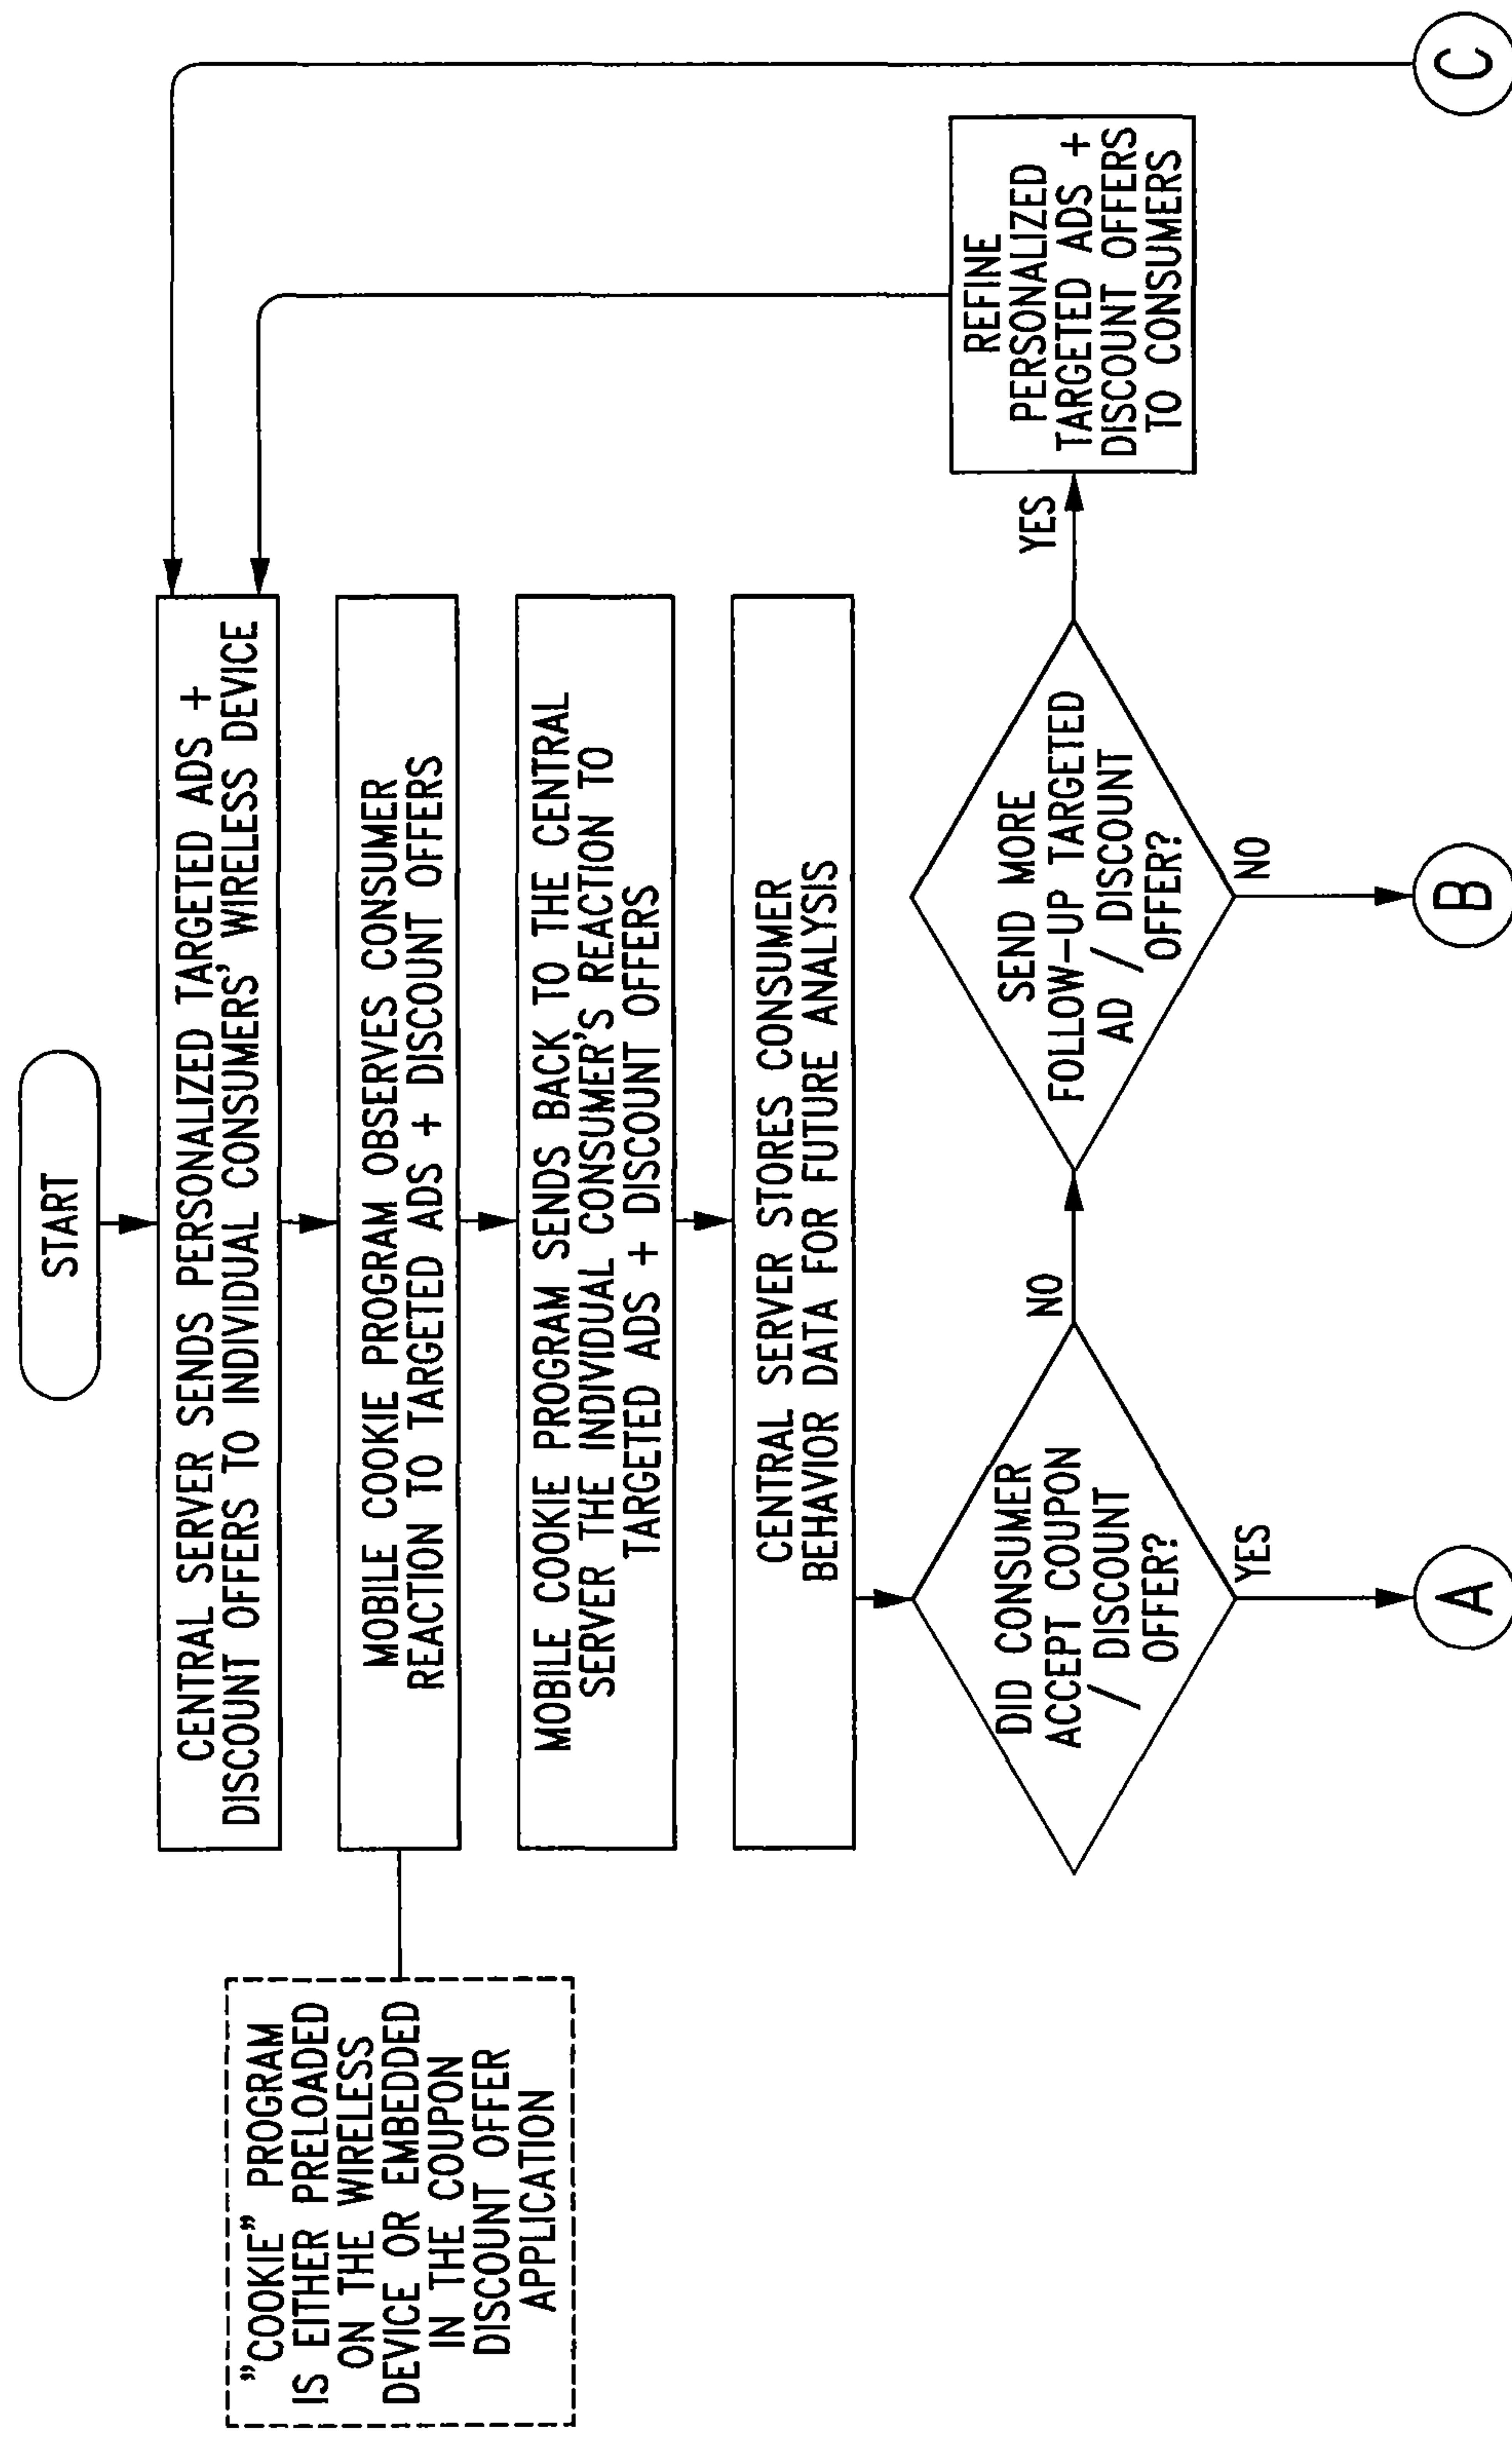 START
CENTRAL SERVER SENDS PERSONALIZED TARGETED ADS +
DISCOUNT OFFERS TO INDIVIDUAL CONSUMERS' WIRELESS DEVICE
"COOKIE" PROGRAM
IS EITHER PRELOADED
ON THE WIRELESS
DEVICE OR EMBEDDED
IN THE COUPON
DISCOUNT OFFER
APPLICATION
MOBILE COOKIE PROGRAM OBSERVES CONSUMER
REACTION TO TARGETED ADS + DISCOUNT OFFERS
MOBILE COOKIE PROGRAM SENDS BACK TO THE CENTRAL
SERVER THE INDIVIDUAL CONSUMER'S REACTION TO
TARGETED ADS + DISCOUNT OFFERS
CENTRAL SERVER STORES CONSUMER
BEHAVIOR DATA FOR FUTURE ANALYSIS
DID CONSUMER
ACCEPT COUPON
/ DISCOUNT
OFFER?
NO
YES
SEND MORE
FOLLOW-UP TARGETED
AD / DISCOUNT
OFFER?
YES
NO
REFINE
PERSONALIZED
TARGETED ADS +
DISCOUNT OFFERS
TO CONSUMERS
A
B
C